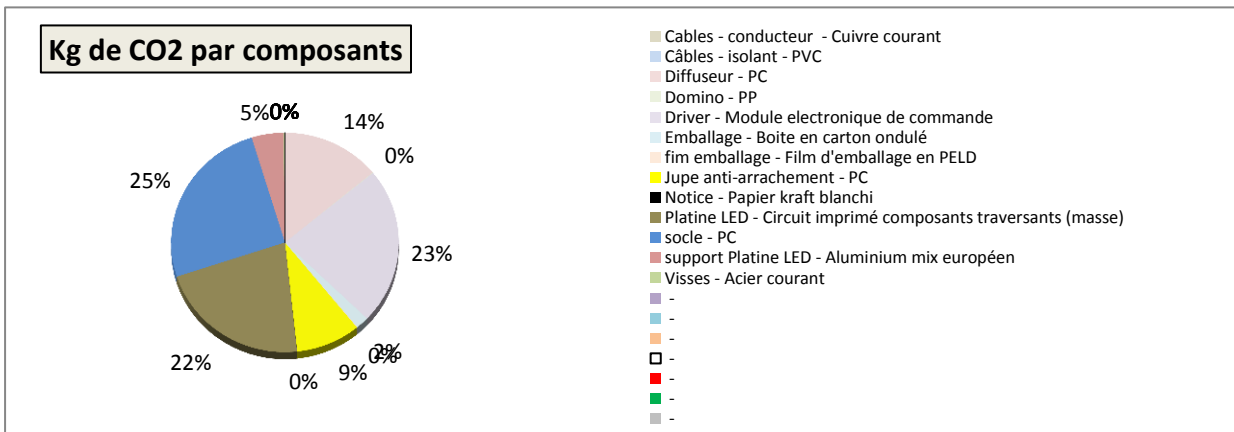 Kg de CO2 par composants
5%
0%
14%
0%
25%
23%
22%
0%
9%
0%
2%
Cables - conducteur  - Cuivre courant
Câbles - isolant - PVC
Diffuseur - PC
Domino - PP
Driver - Module electronique de commande
Emballage - Boite en carton ondulé
fim emballage - Film d'emballage en PELD
Jupe anti-arrachement - PC
Notice - Papier kraft blanchi
Platine LED - Circuit imprimé composants traversants (masse)
socle - PC
support Platine LED - Aluminium mix européen
Visses - Acier courant
-
-
-
-
-
-
-